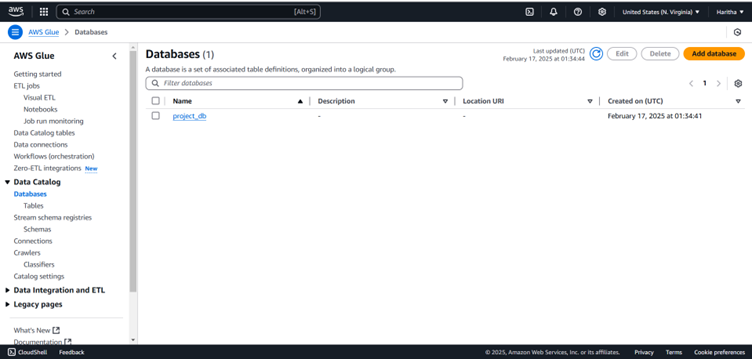 aws
Search [Alt+S]
United States (N. Virginia)
Haritha
AWS Glue > Databases
AWS Glue
Getting started
ETL jobs
Visual ETL
Notebooks
Job run monitoring
Data Catalog tables
Data connections
Workflows (orchestration)
Zero-ETL integrations New
Data Catalog
Databases
Tables
Stream schema registries
Schemas
Connections
Crawlers
Classifiers
Catalog settings
Data Integration and ETL
Legacy pages
What's New
Documentation
Databases (1)
Last updated (UTC)
February 17, 2025 at 01:34:44
Edit
Delete
Add database
A database is a set of associated table definitions, organized into a logical group.
Filter databases
1
Name Description Location URI Created on (UTC)
project_db - - February 17, 2025 at 01:34:41
CloudShell Feedback © 2025, Amazon Web Services, Inc. or its affiliates. Privacy Terms Cookie preferences